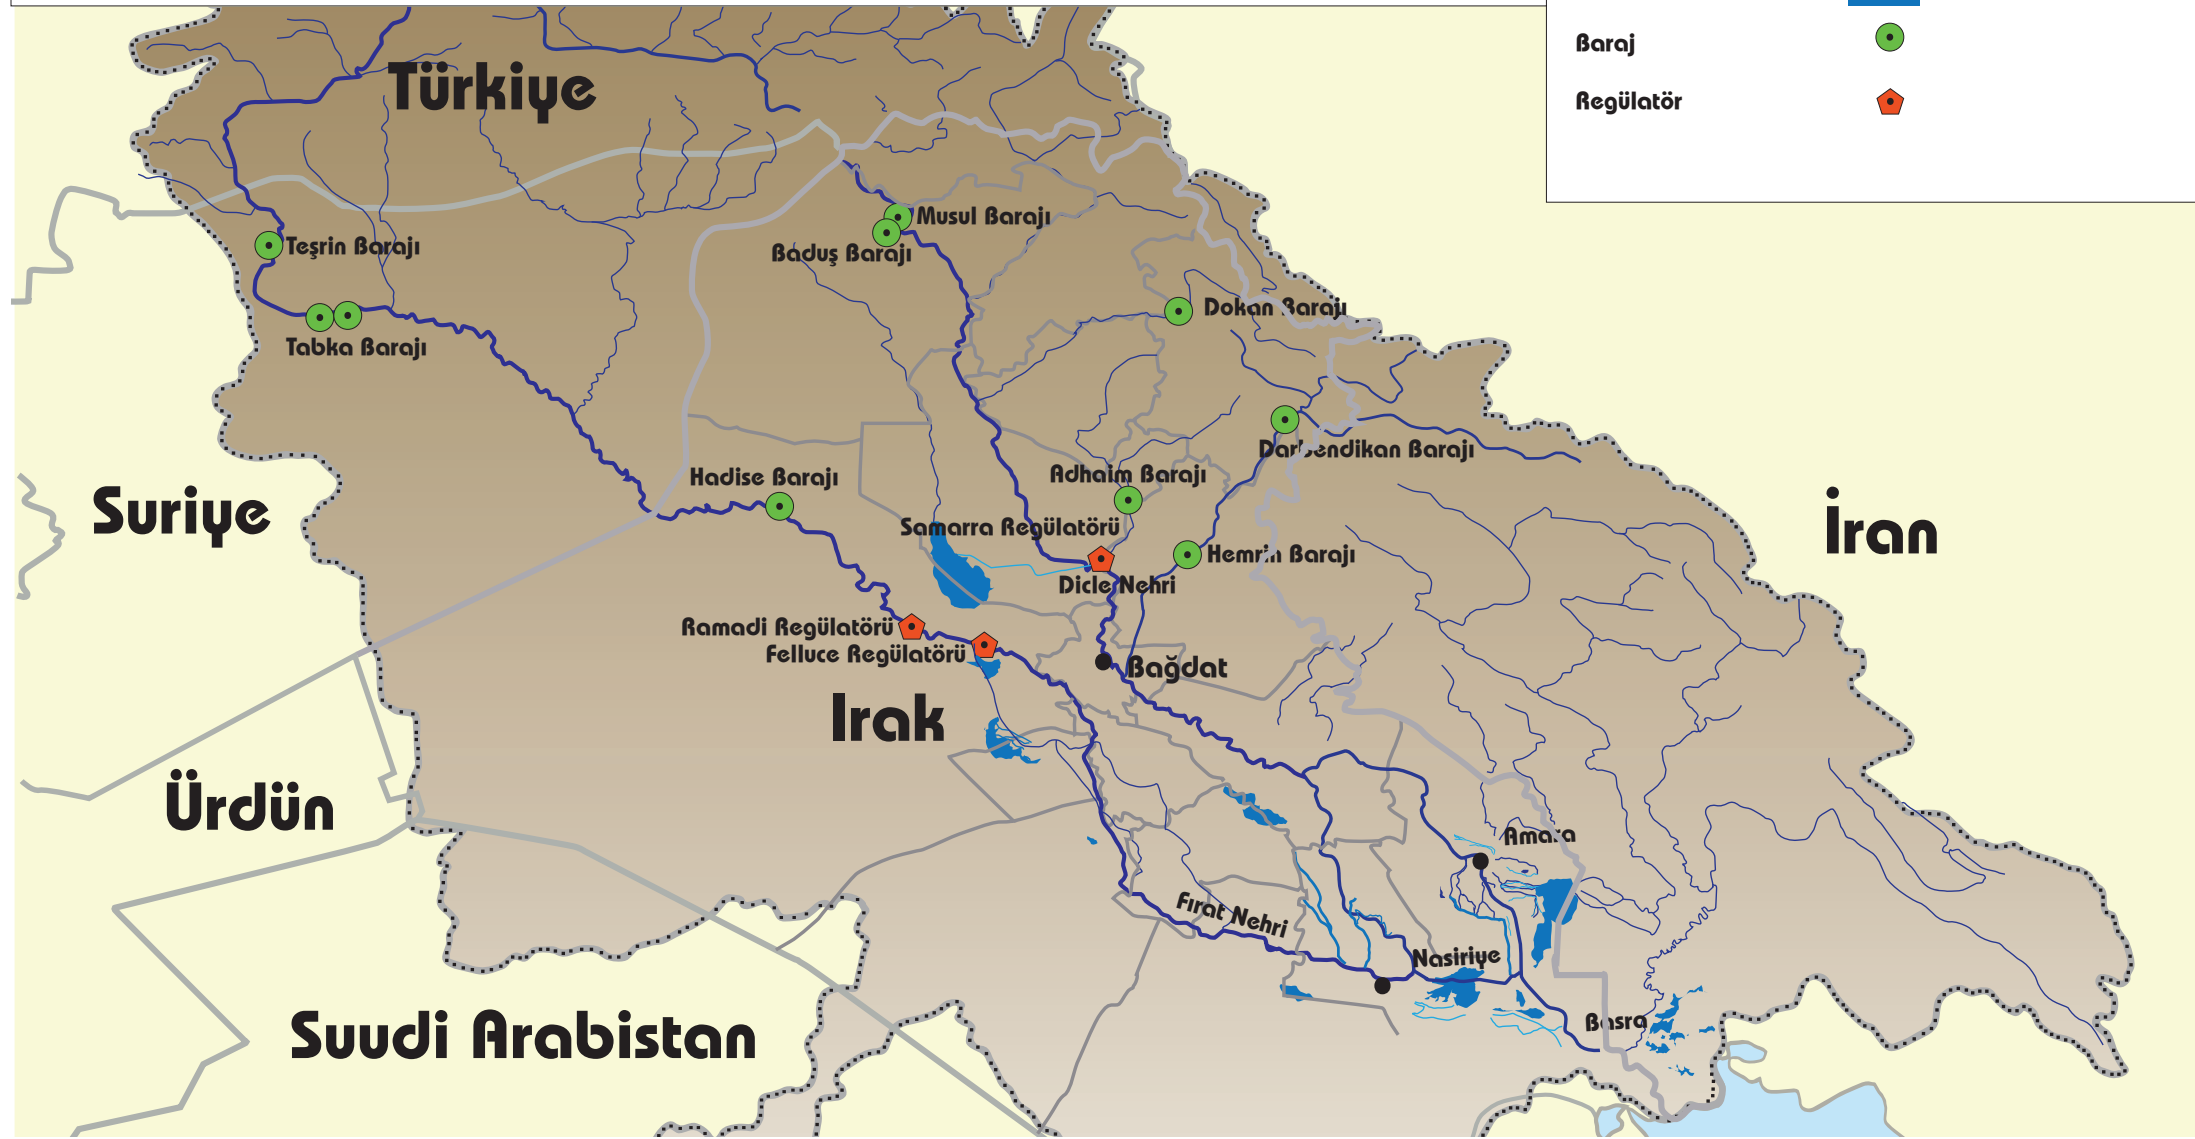 Baraj
Regülatör
Türkiye
Musul Barajı
Baduş Barajı
Teşrin Barajı
Dokan Barajı
Tabka Barajı
Darbendikan Barajı
Adhaim Barajı
Hadise Barajı
Suriye
Samarra Regülatörü
İran
Hemrin Barajı
Dicle Nehri
Ramadi Regülatörü
Felluce Regülatörü
Bağdat
Irak
Ürdün
Amara
Fırat Nehri
Nasiriye
Basra
Suudi Arabistan